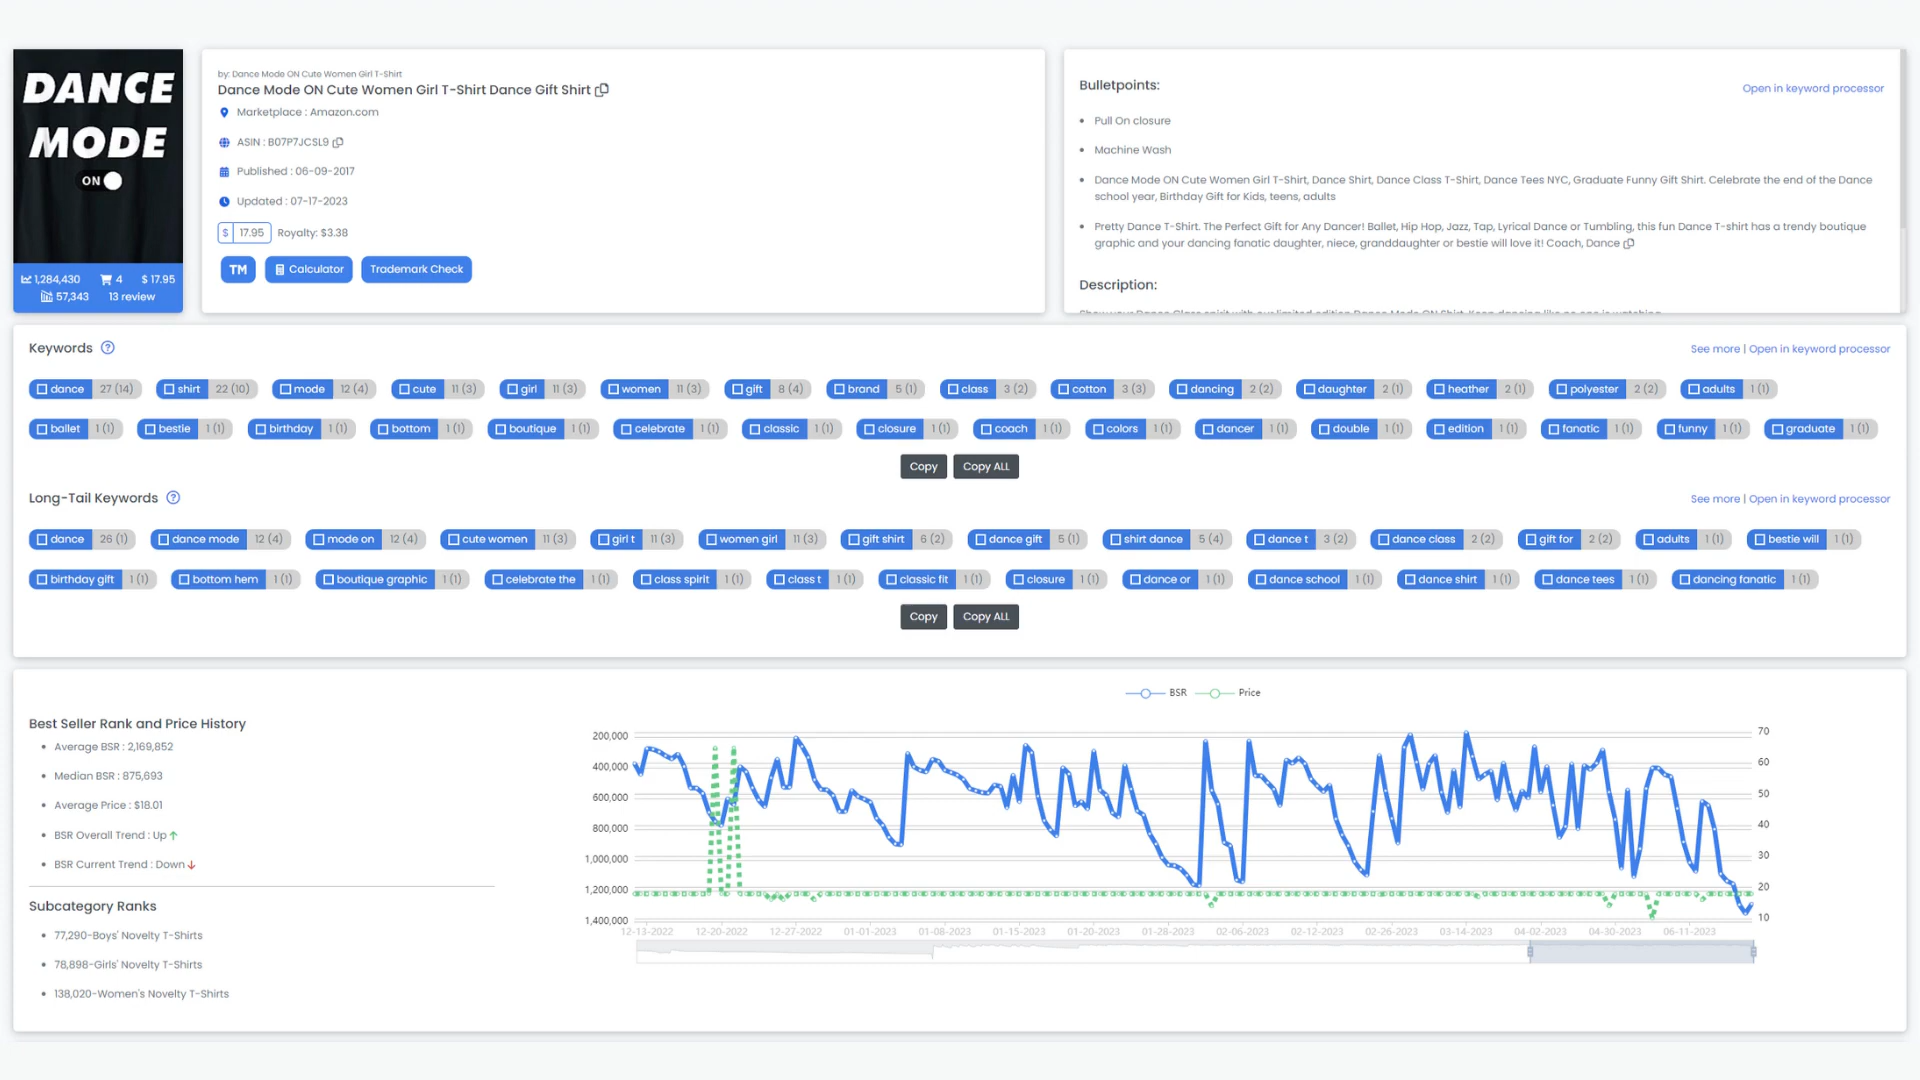 DANCE
MODE
ON
1,284,430 4 $ 17.95
57,343 13 review
by: Dance Mode ON Cute Women Girl T-Shirt
Dance Mode ON Cute Women Girl T-Shirt Dance Gift Shirt
Marketplace : Amazon.com
ASIN : B07P7JCSL9
Published : 06-09-2017
Updated : 07-17-2023
$ 17.95 Royalty: $3.38
TM Calculator Trademark Check
Bulletpoints:
Open in keyword processor
• Pull On closure
• Machine Wash
• Dance Mode ON Cute Women Girl T-Shirt, Dance Shirt, Dance Class T-Shirt, Dance Tees NYC, Graduate Funny Gift Shirt. Celebrate the end of the Dance
school year, Birthday Gift for Kids, teens, adults
• Pretty Dance T-Shirt. The Perfect Gift for Any Dancer! Ballet, Hip Hop, Jazz, Tap, Lyrical Dance or Tumbling, this fun Dance T-shirt has a trendy boutique
graphic and your dancing fanatic daughter, niece, granddaughter or bestie will love it! Coach, Dance
Description:
Show your Dance Class spirit with our limited edition Dance Mode ON Shirt. Keep dancing like no one is watching
Keywords ?
See more | Open in keyword processor
dance 27 (14) shirt 22 (10) mode 12 (4) cute 11 (3) girl 11 (3) women 11 (3) gift 8 (4) brand 5 (1) class 3 (2) cotton 3 (3) dancing 2 (2) daughter 2 (1) heather 2 (1) polyester 2 (2) adults 1 (1)
ballet 1 (1) bestie 1 (1) birthday 1 (1) bottom 1 (1) boutique 1 (1) celebrate 1 (1) classic 1 (1) closure 1 (1) coach 1 (1) colors 1 (1) dancer 1 (1) double 1 (1) edition 1 (1) fanatic 1 (1) funny 1 (1) graduate 1 (1)
Copy Copy ALL
Long-Tail Keywords ?
See more | Open in keyword processor
dance 26 (1) dance mode 12 (4) mode on 12 (4) cute women 11 (3) girl t 11 (3) women girl 11 (3) gift shirt 6 (2) dance gift 5 (1) shirt dance 5 (4) dance t 3 (2) dance class 2 (2) gift for 2 (2) adults 1 (1) bestie will 1 (1)
birthday gift 1 (1) bottom hem 1 (1) boutique graphic 1 (1) celebrate the 1 (1) class spirit 1 (1) class t 1 (1) classic fit 1 (1) closure 1 (1) dance or 1 (1) dance school 1 (1) dance shirt 1 (1) dance tees 1 (1) dancing fanatic 1 (1)
Copy Copy ALL
Best Seller Rank and Price History
• Average BSR : 2,169,852
• Median BSR : 875,693
• Average Price : $18.01
• BSR Overall Trend : Up
• BSR Current Trend : Down
Subcategory Ranks
• 77,290-Boys' Novelty T-Shirts
• 78,898-Girls' Novelty T-Shirts
• 138,020-Women's Novelty T-Shirts
BSR Price
200,000
400,000
600,000
800,000
1,000,000
1,200,000
1,400,000
70
60
50
40
30
20
10
12-13-2022 12-20-2022 12-27-2022 01-01-2023 01-08-2023 01-15-2023 01-20-2023 01-28-2023 02-06-2023 02-12-2023 02-26-2023 03-14-2023 04-02-2023 04-30-2023 06-11-2023